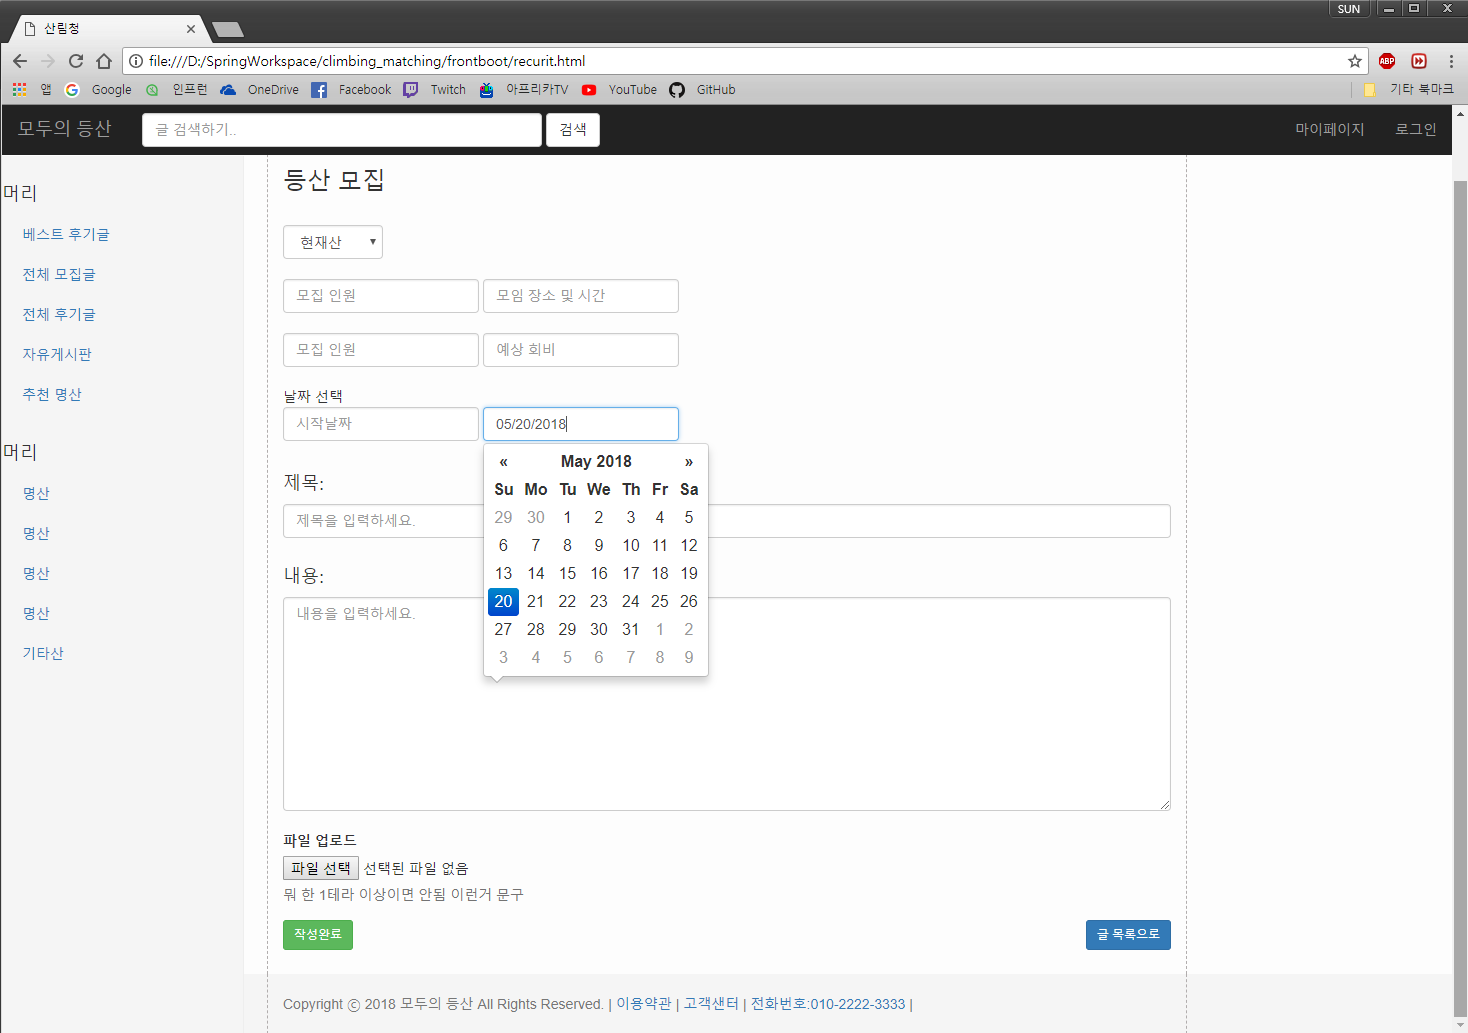 SUN
산림청
file:///D:/SpringWorkspace/climbing_matching/frontboot/recurit.html
앱 Google 인프런 OneDrive Facebook Twitch 아프리카TV YouTube GitHub 기타 북마크
모두의 등산 글 검색하기.. 검색 마이페이지 로그인
머리
베스트 후기글
전체 모집글
전체 후기글
자유게시판
추천 명산
머리
명산
명산
명산
명산
기타산
등산 모집
현재산
모집 인원 모임 장소 및 시간
모집 인원 예상 회비
날짜 선택
시작날짜 05/20/2018
« May 2018 »
Su Mo Tu We Th Fr Sa
29 30 1 2 3 4 5
6 7 8 9 10 11 12
13 14 15 16 17 18 19
20 21 22 23 24 25 26
27 28 29 30 31 1 2
3 4 5 6 7 8 9
제목:
제목을 입력하세요.
내용:
내용을 입력하세요.
파일 업로드
파일 선택 선택된 파일 없음
뭐 한 1테라 이상이면 안됨 이런거 문구
작성완료 글 목록으로
Copyright ⓒ 2018 모두의 등산 All Rights Reserved. | 이용약관 | 고객샌터 | 전화번호:010-2222-3333 |
ABP